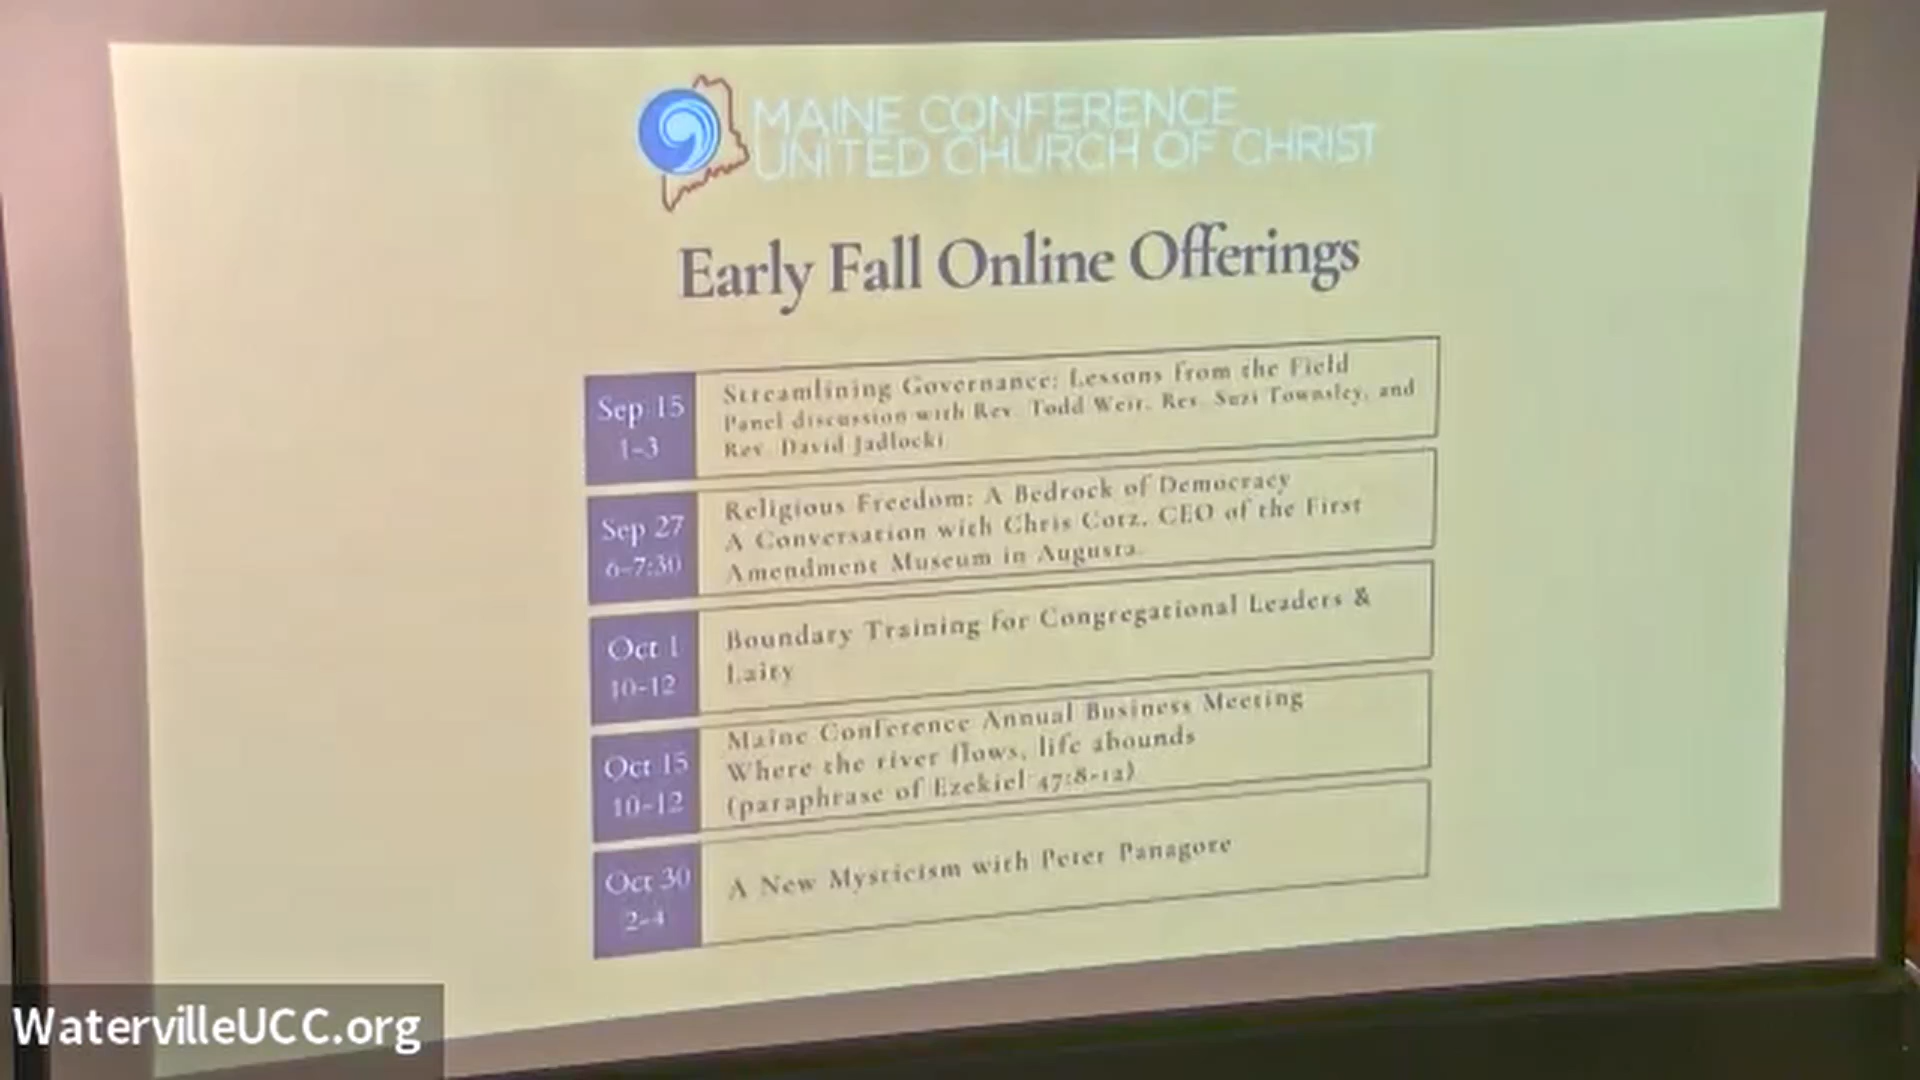 MAINE CONFERENCE
UNITED CHURCH OF CHRIST
Early Fall Online Offerings
Sep 15
1-3
Streamlining Governance: Lessons from the Field
Panel discussion with Rev. Todd Weir, Rev. Suzi Townsley, and
Rev. David Jadlocki
Sep 27
6-7:30
Religious Freedom: A Bedrock of Democracy
A Conversation with Chris Cotz, CEO of the First
Amendment Museum in Augusta.
Oct 1
10-12
Boundary Training for Congregational Leaders &
Laity
Oct 15
10-12
Maine Conference Annual Business Meeting
Where the river flows, life abounds
(paraphrase of Ezekiel 47:8-12)
Oct 30
2-4
A New Mysticism with Peter Panagore
WatervilleUCC.org